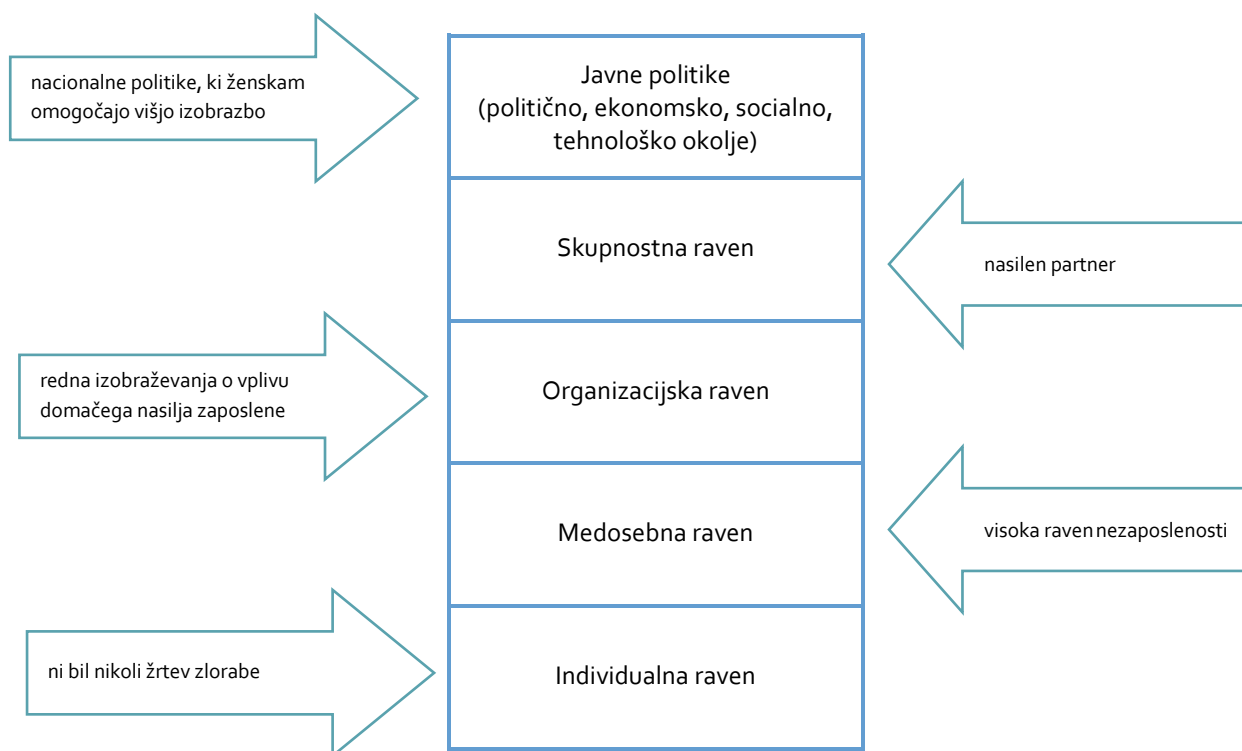 nacionalne politike, ki ženskam
omogočajo višjo izobrazbo
Javne politike
(politično, ekonomsko, socialno,
tehnološko okolje)
Skupnostna raven
nasilen partner
redna izobraževanja o vplivu
domačega nasilja zaposlene
Organizacijska raven
Medosebna raven
visoka raven nezaposlenosti
ni bil nikoli žrtev zlorabe
Individualna raven